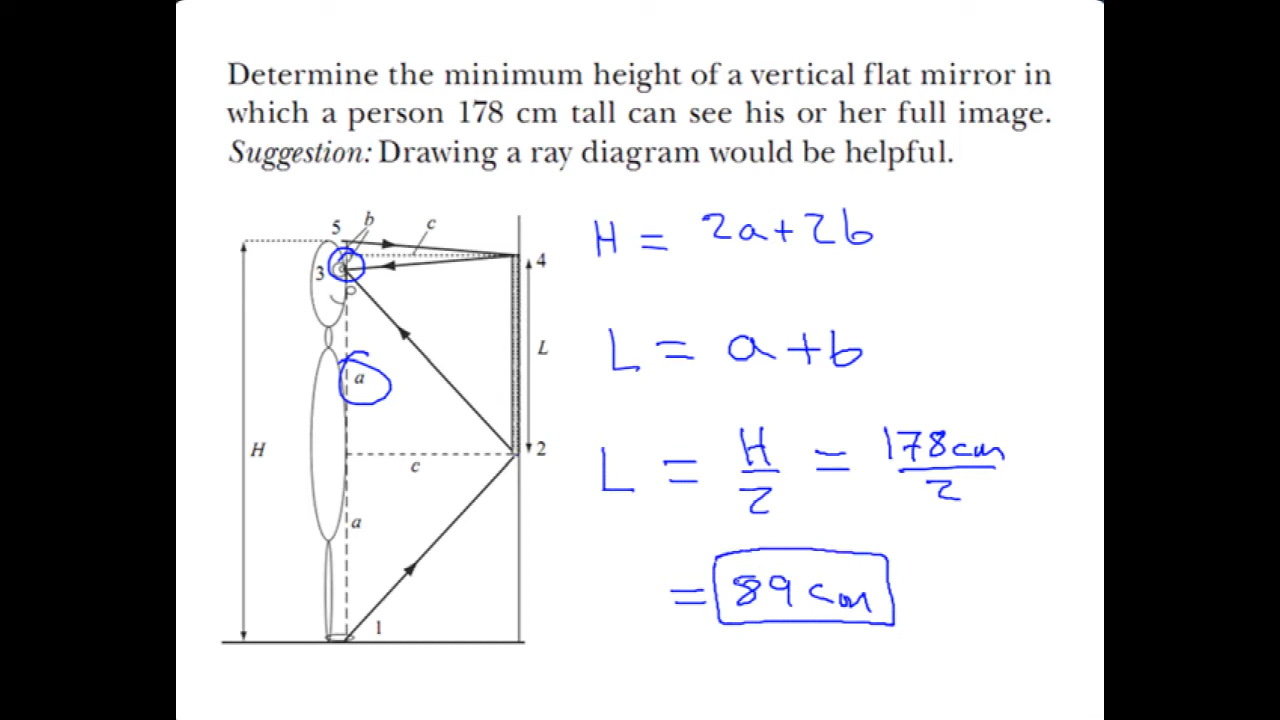 Determine the minimum height of a vertical flat mirror in
which a person 178 cm tall can see his or her full image.
Suggestion: Drawing a ray diagram would be helpful.
5 b c
3 4
L
a
H 2
c
a
1
H = 2a+2b
L = a+b
L = H/2 = 178cm/2
= 89 cm